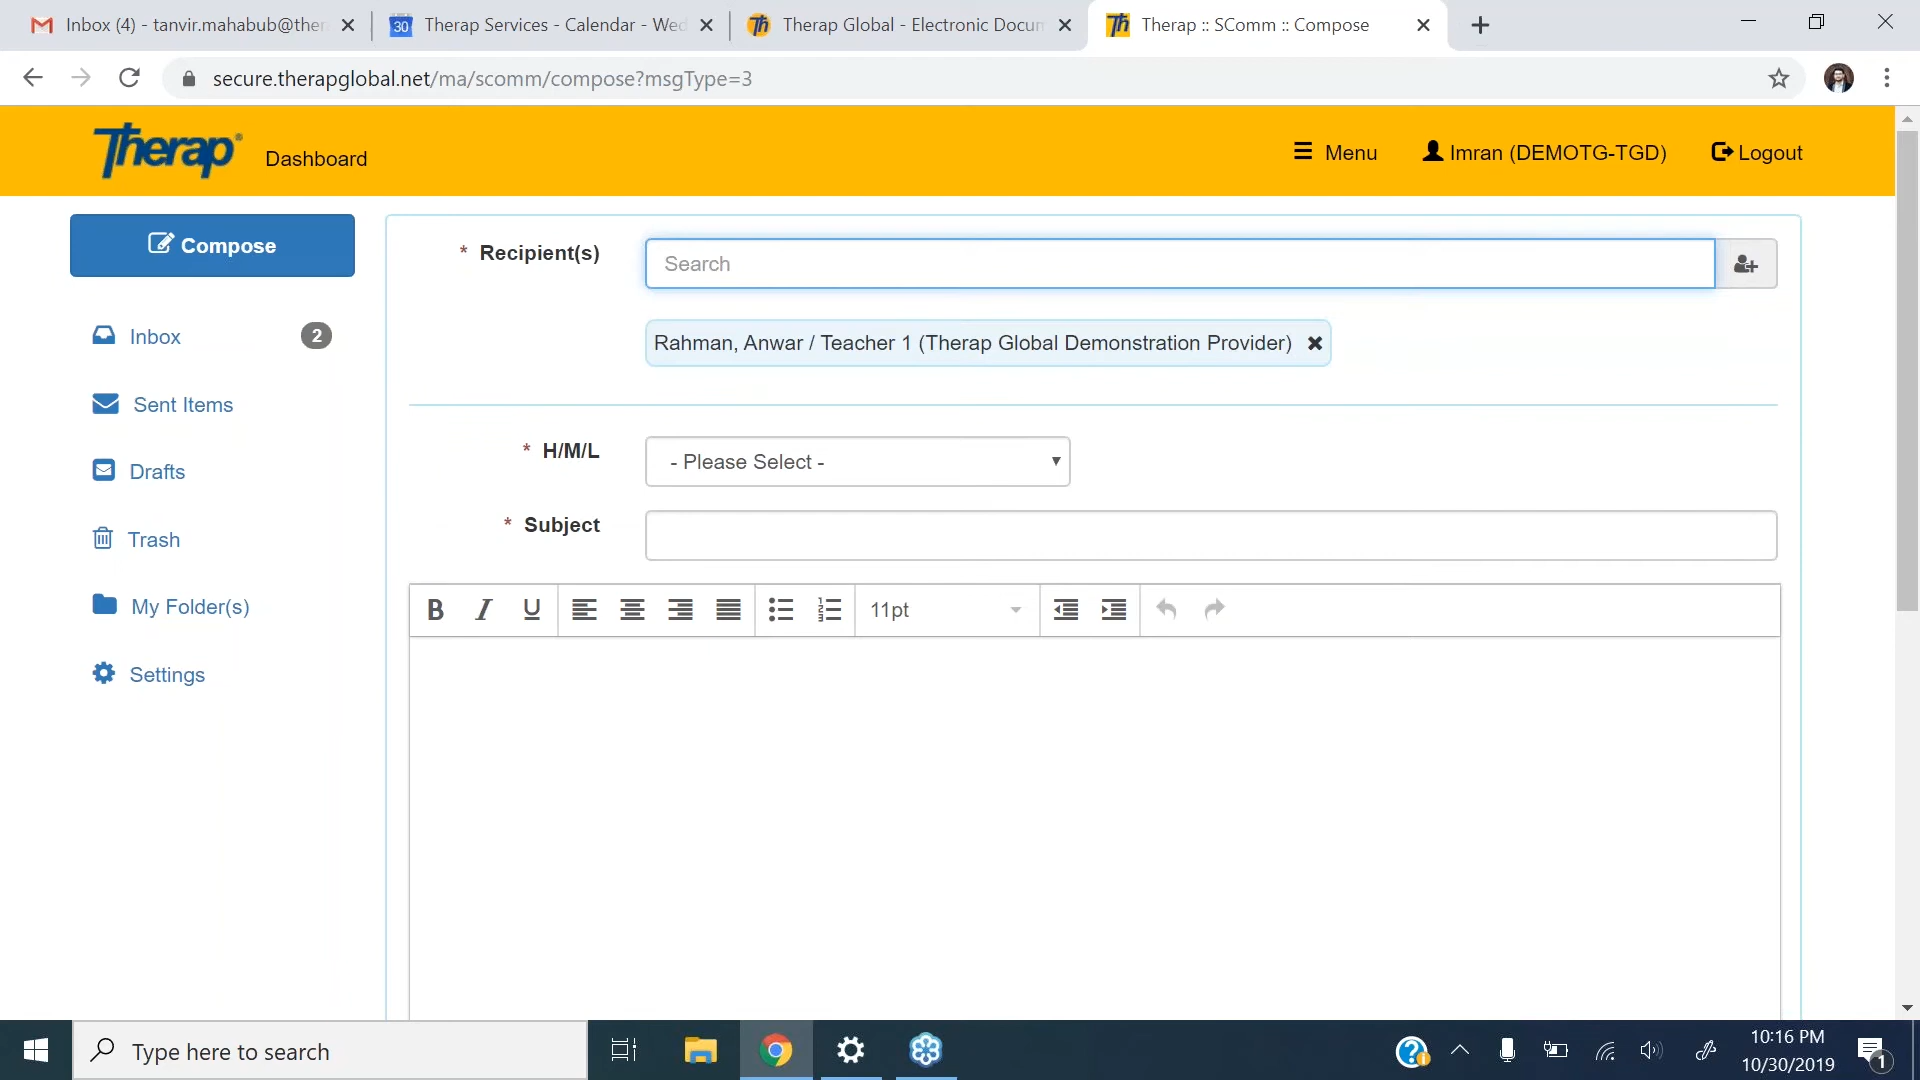 Inbox (4) - tanvir.mahabub@ther
Therap Services - Calendar - Wed
Therap Global - Electronic Docum
Therap :: SComm :: Compose
secure.therapglobal.net/ma/scomm/compose?msgType=3
Therap®
Dashboard
Menu
Imran (DEMOTG-TGD)
Logout
Compose
Inbox
2
Sent Items
Drafts
Trash
My Folder(s)
Settings
* Recipient(s)
Search
Rahman, Anwar / Teacher 1 (Therap Global Demonstration Provider)
* H/M/L
- Please Select -
* Subject
B I U
11pt
Type here to search
10:16 PM
10/30/2019
1